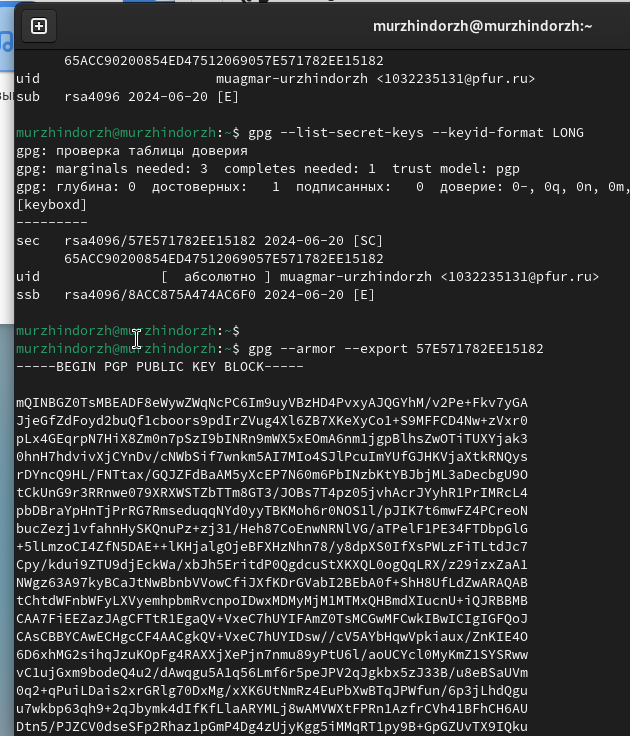 murzhindorzh@murzhindorzh:~
65ACC90200854ED47512069057E571782EE15182
uid muagmar-urzhindorzh <1032235131@pfur.ru>
sub rsa4096 2024-06-20 [E]
murzhindorzh@murzhindorzh:~$ gpg --list-secret-keys --keyid-format LONG
gpg: проверка таблицы доверия
gpg: marginals needed: 3 completes needed: 1 trust model: pgp
gpg: глубина: 0 достоверных: 1 подписанных: 0 доверие: 0-, 0q, 0n, 0m,
[keyboxd]
---------
sec rsa4096/57E571782EE15182 2024-06-20 [SC]
65ACC90200854ED47512069057E571782EE15182
uid [ абсолютно ] muagmar-urzhindorzh <1032235131@pfur.ru>
ssb rsa4096/8ACC875A474AC6F0 2024-06-20 [E]
murzhindorzh@murzhindorzh:~$
murzhindorzh@murzhindorzh:~$ gpg --armor --export 57E571782EE15182
-----BEGIN PGP PUBLIC KEY BLOCK-----
mQINBGZ0TsMBEADF8eWywZWqNcPC6Im9uyVBzHD4PvxyAJQGYhM/v2Pe+Fkv7yGA
JjeGfZdFoyd2buQf1cboors9pdIrZVug4Xl6ZB7XKeXyCo1+S9MFFCD4Nw+zVxr0
pLx4GEqrpN7HiX8Zm0n7pSzI9bINRn9mWX5xEOmA6nm1jgpBlhsZwOTiTUXYjak3
0hnH7hdvivXjCYnDv/cNWbSif7wnkm5AI7MIo4SJlPcuImYUfGJHKVjaXtkRNQys
rDYncQ9HL/FNTtax/GQJZFdBaAM5yXcEP7N60m6PbINzbKtYBJbjML3aDecbgU9O
tCkUnG9r3RRnwe079XRXWSTZbTTm8GT3/JOBs7T4pz05jvhAcrJYyhR1PrIMRcL4
pbDBraYpHnTjPrRG7RmseduqqNYd0yyTBKMoh6r0NOS1l/pJIK7t6mwFZ4PCreoN
bucZezj1vfahnHySKQnuPz+zj31/Heh87CoEnwNRNlVG/aTPelF1PE34FTDbpGlG
+5lLmzoCI4ZfN5DAE++lKHjalgOjeBFXHzNhn78/y8dpXS0IfXsPWLzFiTLtdJc7
Cpy/kdui9ZTU9djEckWa/xbJh5EritdP0QgdcuStXKXQL0ogQqLRX/z29izxZaA1
NWgz63A97kyBCaJtNwBbnbVVowCfiJXfKDrGVabI2BEbA0f+ShH8UfLdZwARAQAB
tChtdWFnbWFyLXVyemhpbmRvcnpoIDwxMDMyMjM1MTMxQHBmdXIucnU+iQJRBBMB
CAA7FiEEZazJAgCFTtR1EgaQV+VxeC7hUYIFAmZ0TsMCGwMFCwkIBwICIgIGFQoJ
CAsCBBYCAwECHgcCF4AACgkQV+VxeC7hUYIDsw//cV5AYbHqwVpkiaux/ZnKIE4O
6D6xhMG2sihqJzuKOpFg4RAXXjXePjn7nmu89yPtU6l/aoUCYcl0MyKmZ1SYSRww
vC1ujGxm9bodeQ4u2/dAwqgu5A1q56Lmf6r5peJPV2qJgkbx5zJ33B/u8eBSaUVm
0q2+qPuiLDais2xrGRlg70DxMg/xXK6UtNmRz4EuPbXwBTqJPWfun/6p3jLhdQgu
u7wkbp63qh9+2qJbymk4dIfKfLlaARYMLj8wAMVWXtFPRn1AzfrCVh41BFhCH6AU
Dtn5/PJZCV0dseSFp2Rhaz1pGmP4Dg4zUjyKgg5iMMqRT1py9B+GpGZUvTX9IQku